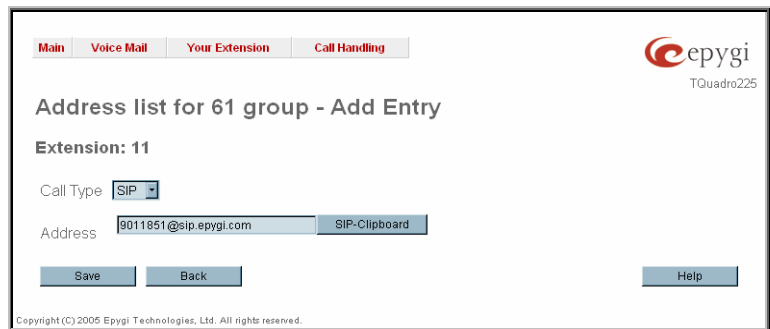 Main Voice Mail Your Extension Call Handling
epygi
TQuadro225
Address list for 61 group - Add Entry
Extension: 11
Call Type SIP
Address 9011851@sip.epygi.com SIP-Clipboard
Save Back Help
Copyright (C) 2005 Epygi Technologies, Ltd. All rights reserved.